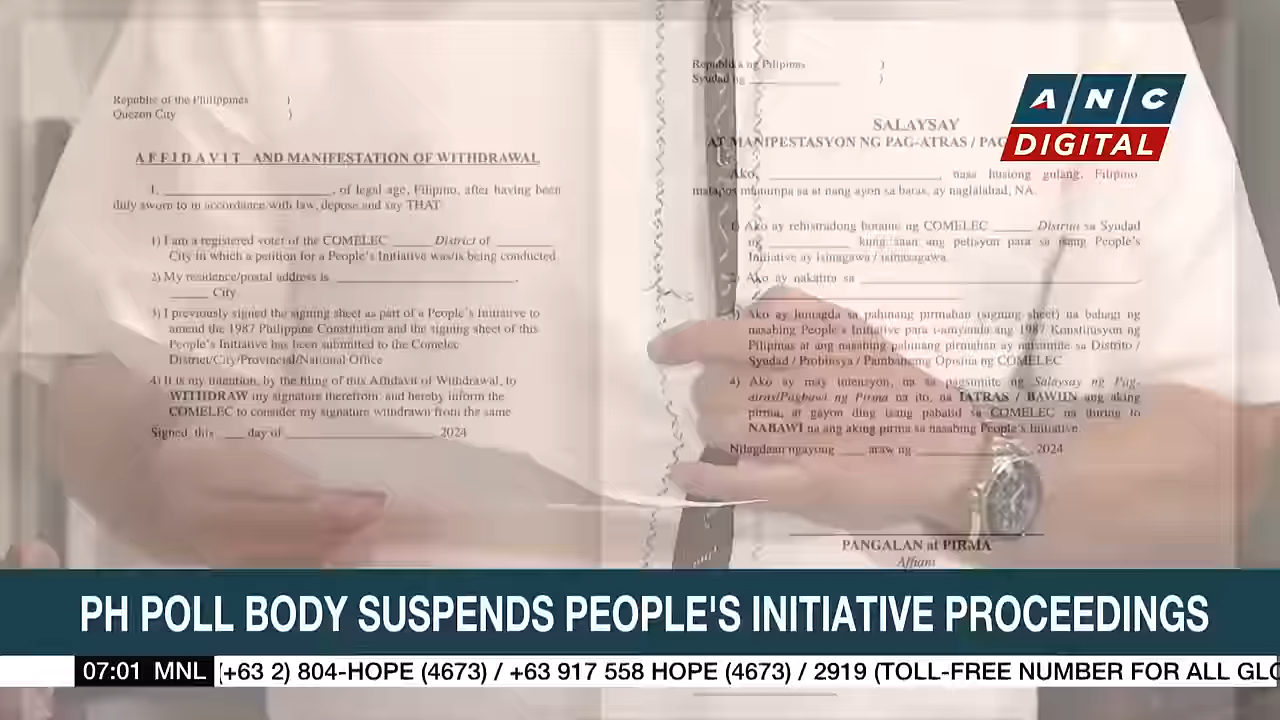 Republic of the Philippines )
Quezon City )
AFFIDAVIT AND MANIFESTATION OF WITHDRAWAL
I, ____________________, of legal age, Filipino, after having been
duly sworn to in accordance with law, depose and say THAT
1) I am a registered voter of the COMELEC ______ District of ________
City in which a petition for a People's Initiative was/is being conducted
2) My residence/postal address is ____________________,
______ City
3) I previously signed the signing sheet as part of a People's Initiative to
amend the 1987 Philippine Constitution and the signing sheet of this
People's Initiative has been submitted to the Comelec
District/City/Provincial/National Office
4) It is my intention, by the filing of this Affidavit of Withdrawal, to
WITHDRAW my signature therefrom and hereby inform the
COMELEC to consider my signature withdrawn from the same
Signed this ___ day of ____________________ 2024
Republika ng Pilipinas )
Syudad ng ____________ )
SALAYSAY
AT MANIPESTASYON NG PAG-ATRAS / PAG
Ako, ____________________, nasa hustong gulang, Filipino
matapos manumpa sa at nang ayon sa batas, ay naglalahad, NA
1) Ako ay rehistradong botante ng COMELEC ______ Distrito sa Syudad
ng ____________ kung saan ang petisyon para sa isang People's
Initiative ay isinagawa / isinasagawa.
2) Ako ay nakatira sa ____________________
3) Ako ay lumagda sa pahinang pirmahan (signing sheet) na bahagi ng
nasabing People's Initiative para i-amyenda ang 1987 Konstitusyon ng
Pilipinas at ang nasabing pahinang pirmahan ay naisumite sa Distrito /
Syudad / Probinsya / Pambansang Opisina ng COMELEC
4) Ako ay may intensyon, na sa pagsumite ng Salaysay ng Pag-
atras/Pagbawi ng Pirma na ito, na IATRAS / BAWIIN ang aking
pirma, at gayon ding isang pabatid sa COMELEC na ituring
NABAWI na ang aking pirma sa nasabing People's Initiative
Nilagdaan ngayong ____ araw ng ________________, 2024
PANGALAN at PIRMA
Affiant
ANC
DIGITAL
PH POLL BODY SUSPENDS PEOPLE'S INITIATIVE PROCEEDINGS
07:01 MNL (+63 2) 804-HOPE (4673) / +63 917 558 HOPE (4673) / 2919 (TOLL-FREE NUMBER FOR ALL GLO